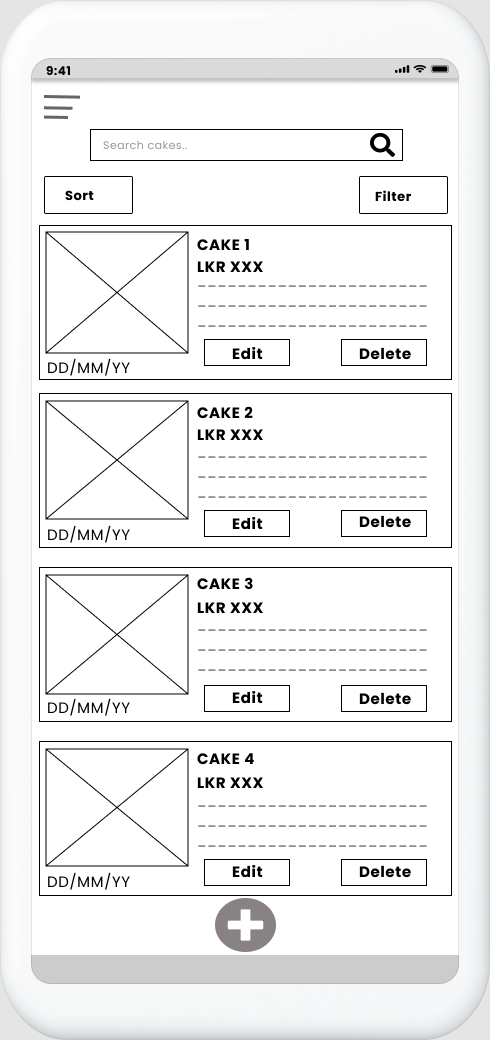 9:41
Search cakes..
Sort
Filter
CAKE 1
LKR XXX
Edit
Delete
DD/MM/YY
CAKE 2
LKR XXX
Edit
Delete
DD/MM/YY
CAKE 3
LKR XXX
Edit
Delete
DD/MM/YY
CAKE 4
LKR XXX
Edit
Delete
DD/MM/YY